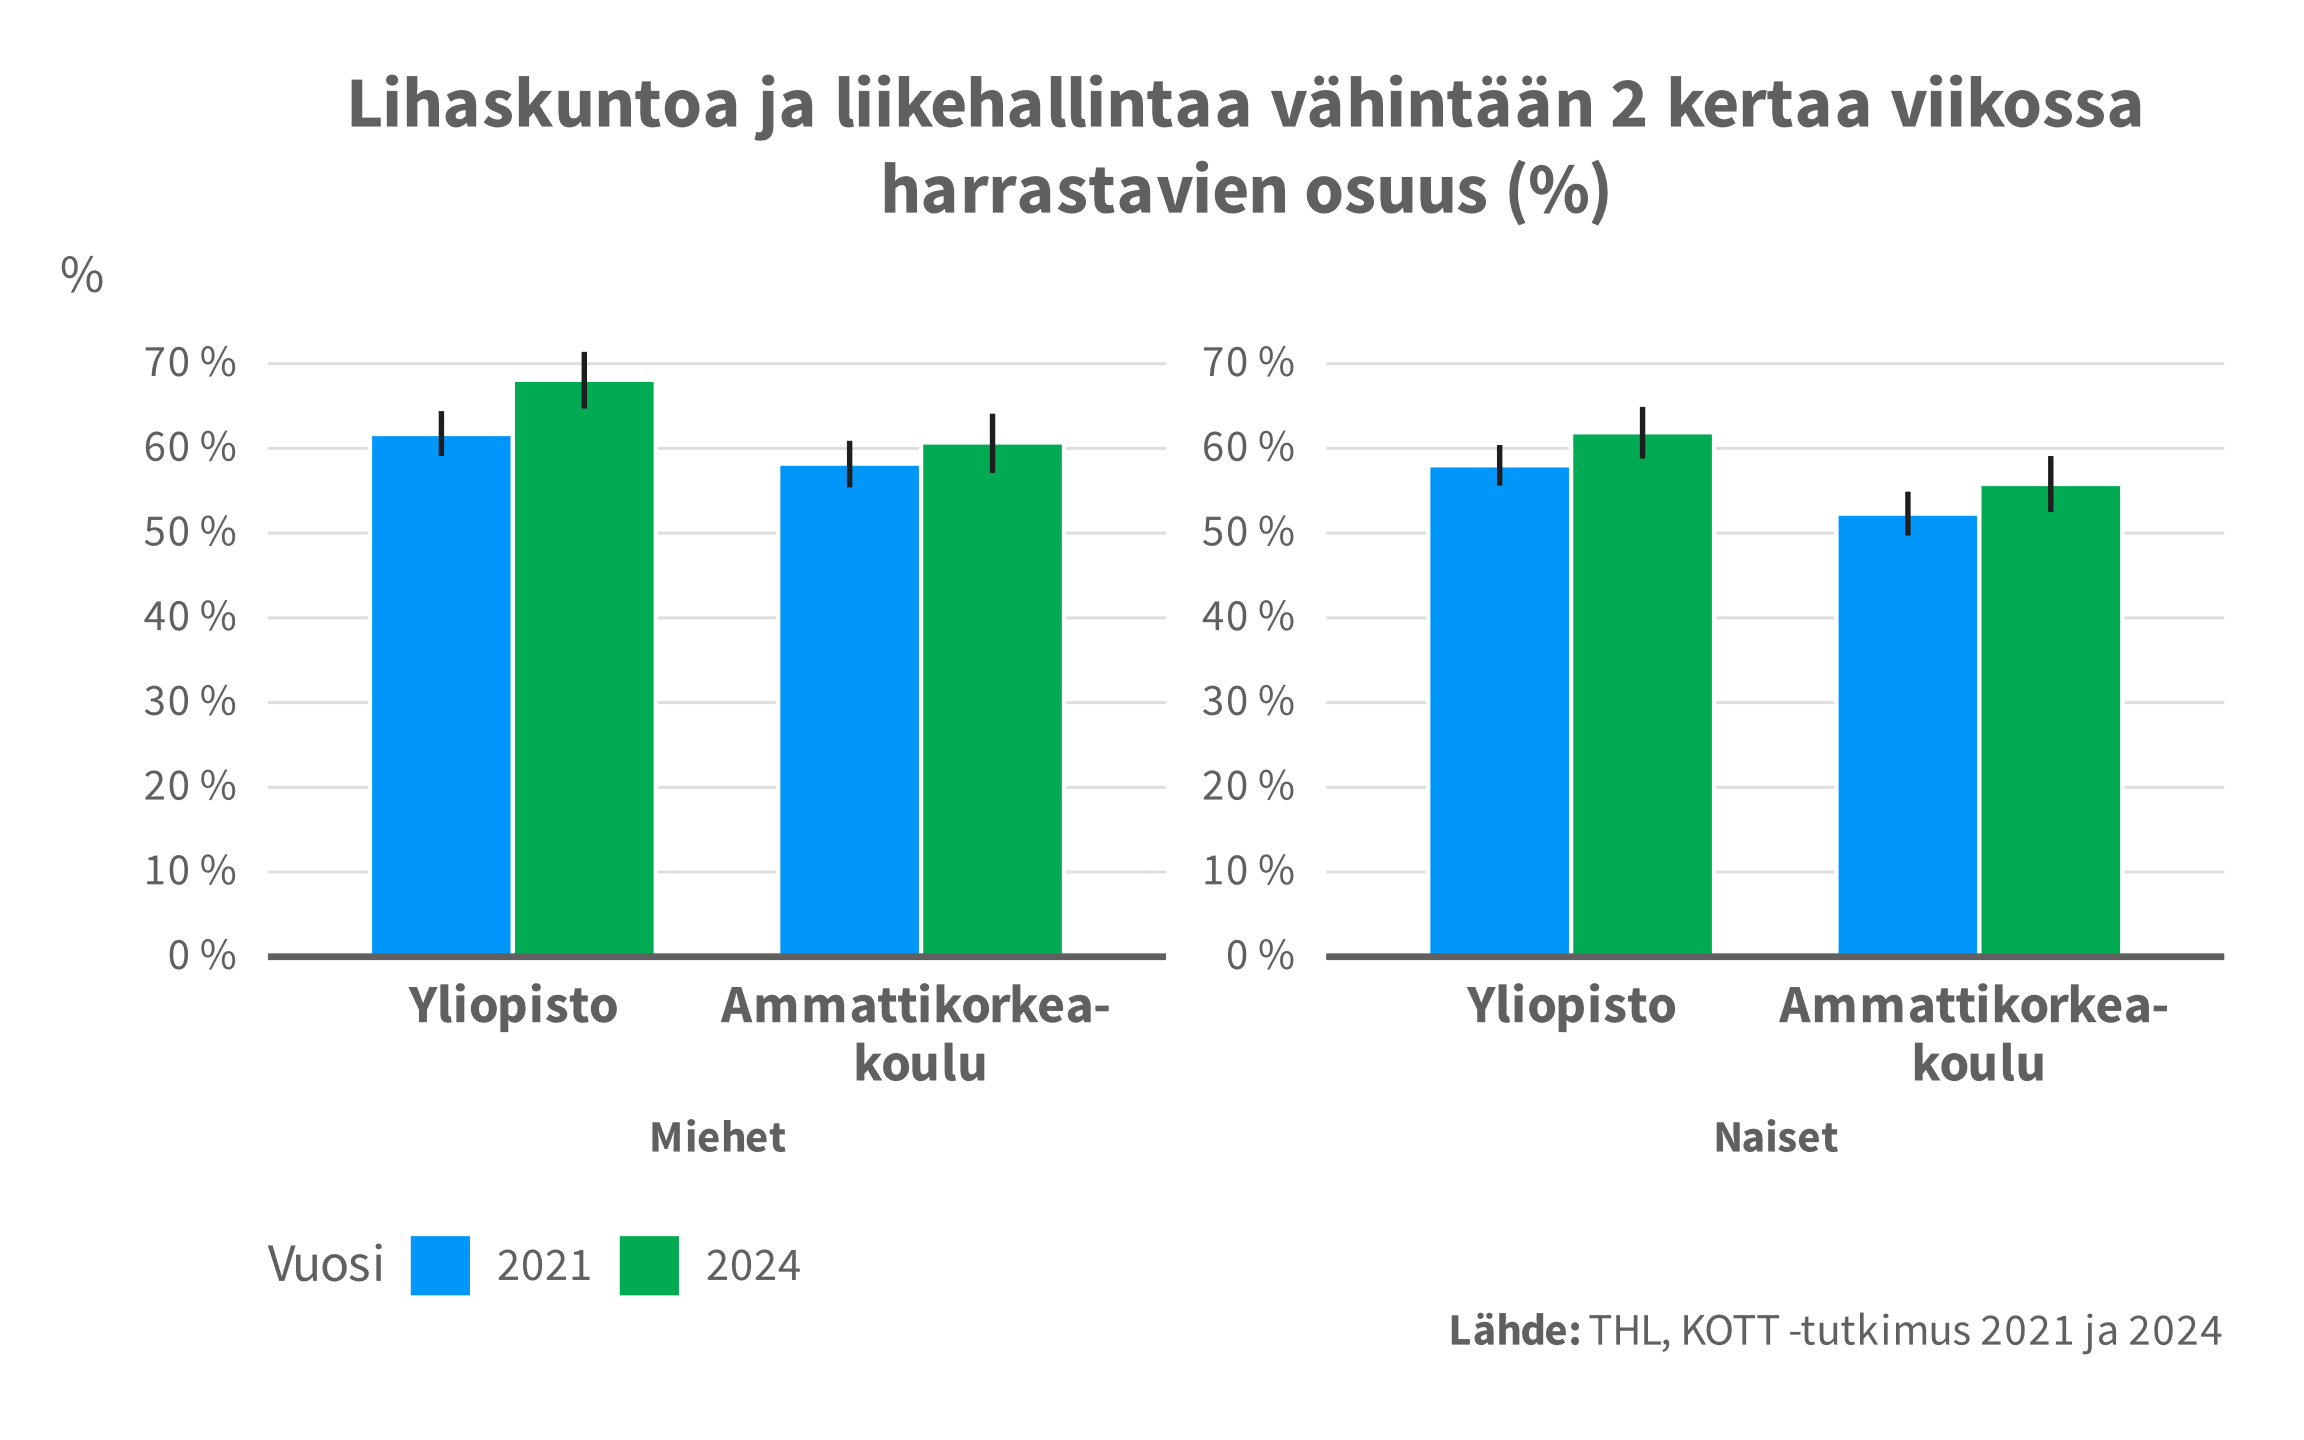 Lihaskuntoa ja liikehallintaa vähintään 2 kertaa viikossa
harrastavien osuus (%)
%
70 %
60 %
50 %
40 %
30 %
20 %
10 %
0 %
Yliopisto
Ammattikorkea-
koulu
Miehet
70 %
60 %
50 %
40 %
30 %
20 %
10 %
0 %
Yliopisto
Ammattikorkea-
koulu
Naiset
Vuosi 2021 2024
Lähde: THL, KOTT -tutkimus 2021 ja 2024